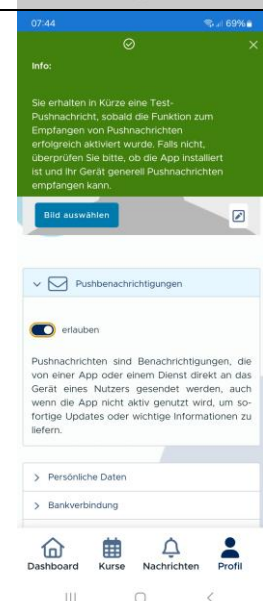 07:44
69%
Info:
Sie erhalten in Kürze eine Test-
Pushnachricht, sobald die Funktion zum
Empfangen von Pushnachrichten
erfolgreich aktiviert wurde. Falls nicht,
überprüfen Sie bitte, ob die App installiert
ist und Ihr Gerät generell Pushnachrichten
empfangen kann.
Bild auswählen
Pushbenachrichtigungen
erlauben
Pushnachrichten sind Benachrichtigungen, die
von einer App oder einem Dienst direkt an das
Gerät eines Nutzers gesendet werden, auch
wenn die App nicht aktiv genutzt wird, um so-
fortige Updates oder wichtige Informationen zu
liefern.
Persönliche Daten
Bankverbindung
Dashboard Kurse Nachrichten Profil